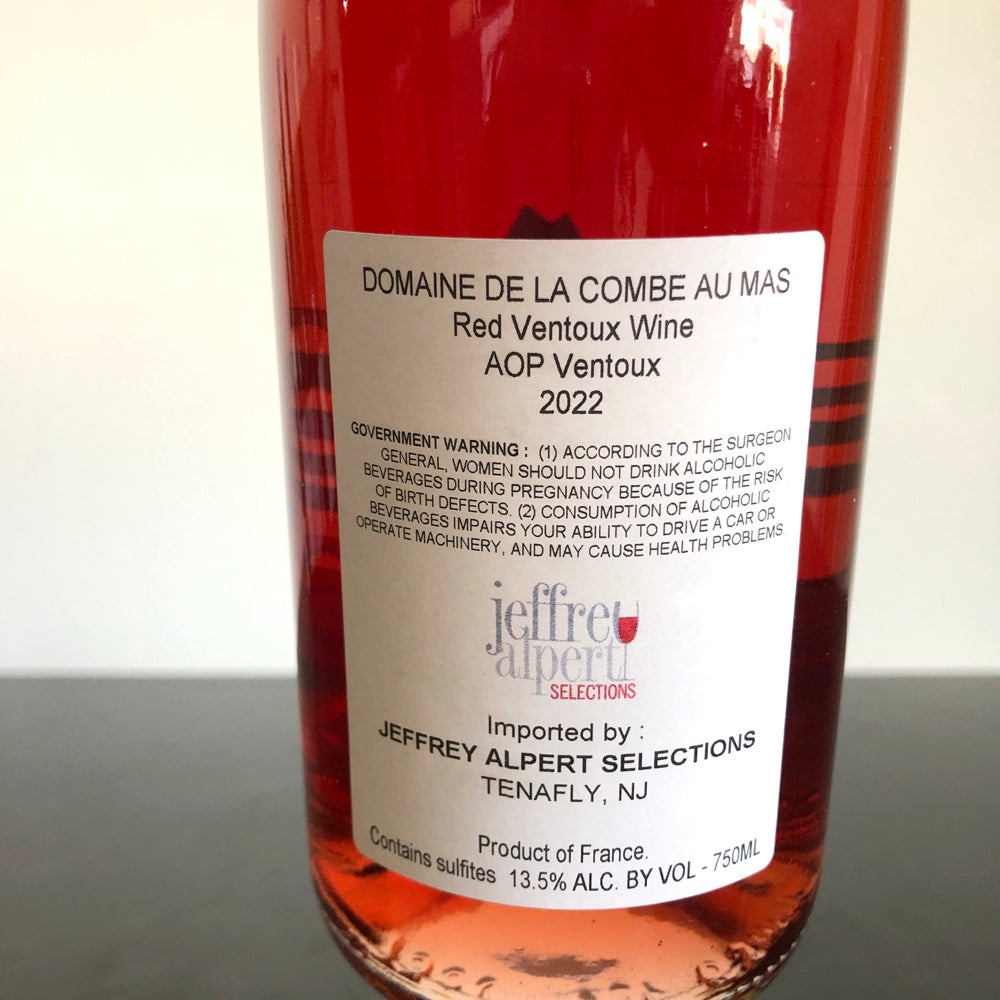 DOMAINE DE LA COMBE AU MAS
Red Ventoux Wine
AOP Ventoux
2022
GOVERNMENT WARNING : (1) ACCORDING TO THE SURGEON
GENERAL, WOMEN SHOULD NOT DRINK ALCOHOLIC
BEVERAGES DURING PREGNANCY BECAUSE OF THE RISK
OF BIRTH DEFECTS. (2) CONSUMPTION OF ALCOHOLIC
BEVERAGES IMPAIRS YOUR ABILITY TO DRIVE A CAR OR
OPERATE MACHINERY, AND MAY CAUSE HEALTH PROBLEMS.
jeffrey
alpert
SELECTIONS
Imported by :
JEFFREY ALPERT SELECTIONS
TENAFLY, NJ
Product of France.
Contains sulfites 13.5% ALC. BY VOL - 750ML